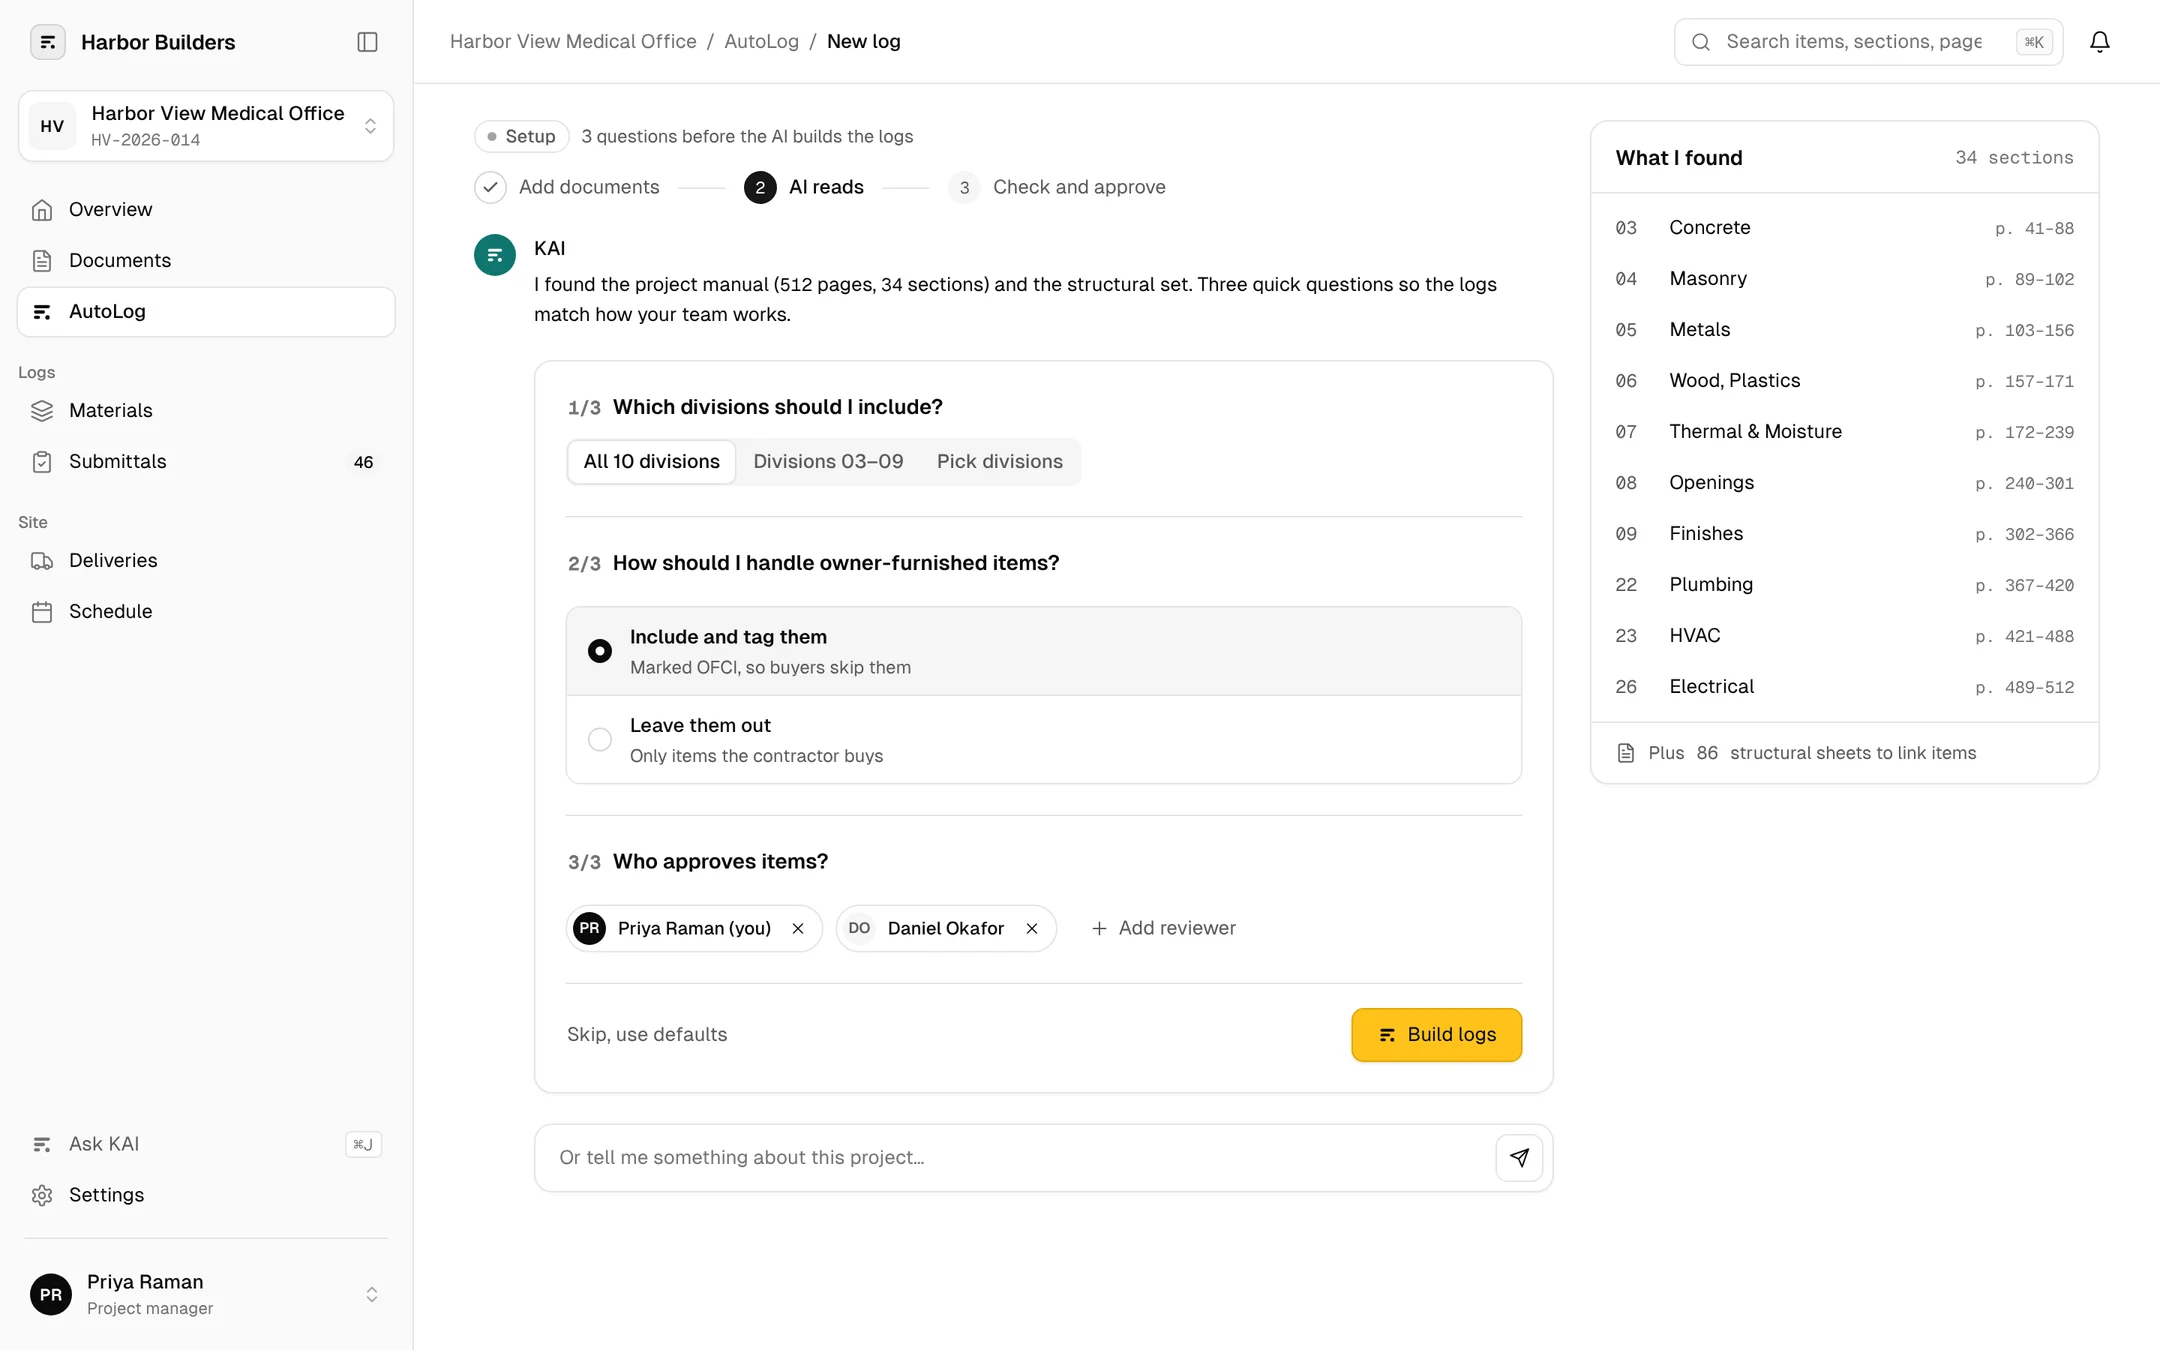 Harbor Builders
HV
Harbor View Medical Office
HV-2026-014
Overview
Documents
AutoLog
Logs
Materials
Submittals 46
Site
Deliveries
Schedule
Ask KAI ⌘J
Settings
PR
Priya Raman
Project manager
Harbor View Medical Office / AutoLog / New log
Search items, sections, page ⌘K
Setup 3 questions before the AI builds the logs
Add documents 2 AI reads 3 Check and approve
KAI
I found the project manual (512 pages, 34 sections) and the structural set. Three quick questions so the logs
match how your team works.
1/3 Which divisions should I include?
All 10 divisions Divisions 03–09 Pick divisions
2/3 How should I handle owner-furnished items?
Include and tag them
Marked OFCI, so buyers skip them
Leave them out
Only items the contractor buys
3/3 Who approves items?
PR Priya Raman (you) DO Daniel Okafor + Add reviewer
Skip, use defaults Build logs
Or tell me something about this project…
What I found 34 sections
03 Concrete p. 41–88
04 Masonry p. 89–102
05 Metals p. 103–156
06 Wood, Plastics p. 157–171
07 Thermal & Moisture p. 172–239
08 Openings p. 240–301
09 Finishes p. 302–366
22 Plumbing p. 367–420
23 HVAC p. 421–488
26 Electrical p. 489–512
Plus 86 structural sheets to link items